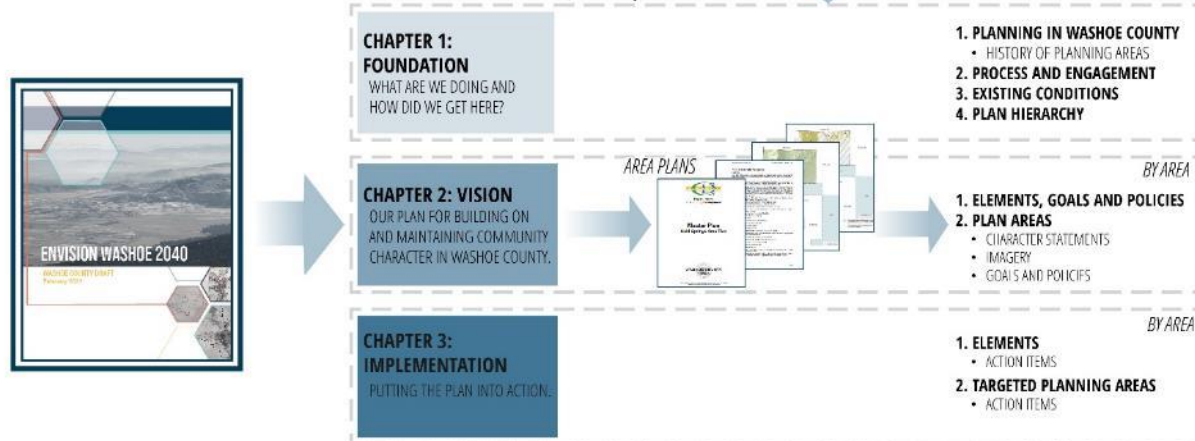 ENVISION WASHOE 2040
WASHOE COUNTY DRAFT
CHAPTER 1:
FOUNDATION
WHAT ARE WE DOING AND
HOW DID WE GET HERE?
1. PLANNING IN WASHOE COUNTY
• HISTORY OF PLANNING AREAS
2. PROCESS AND ENGAGEMENT
3. EXISTING CONDITIONS
4. PLAN HIERARCHY
CHAPTER 2: VISION
OUR PLAN FOR BUILDING ON
AND MAINTAINING COMMUNITY
CHARACTER IN WASHOE COUNTY.
AREA PLANS
Master Plan
BY AREA
1. ELEMENTS, GOALS AND POLICIES
2. PLAN AREAS
• CHARACTER STATEMENTS
• IMAGERY
• GOALS AND POLICIES
CHAPTER 3:
IMPLEMENTATION
PUTTING THE PLAN INTO ACTION.
BY AREA
1. ELEMENTS
• ACTION ITEMS
2. TARGETED PLANNING AREAS
• ACTION ITEMS